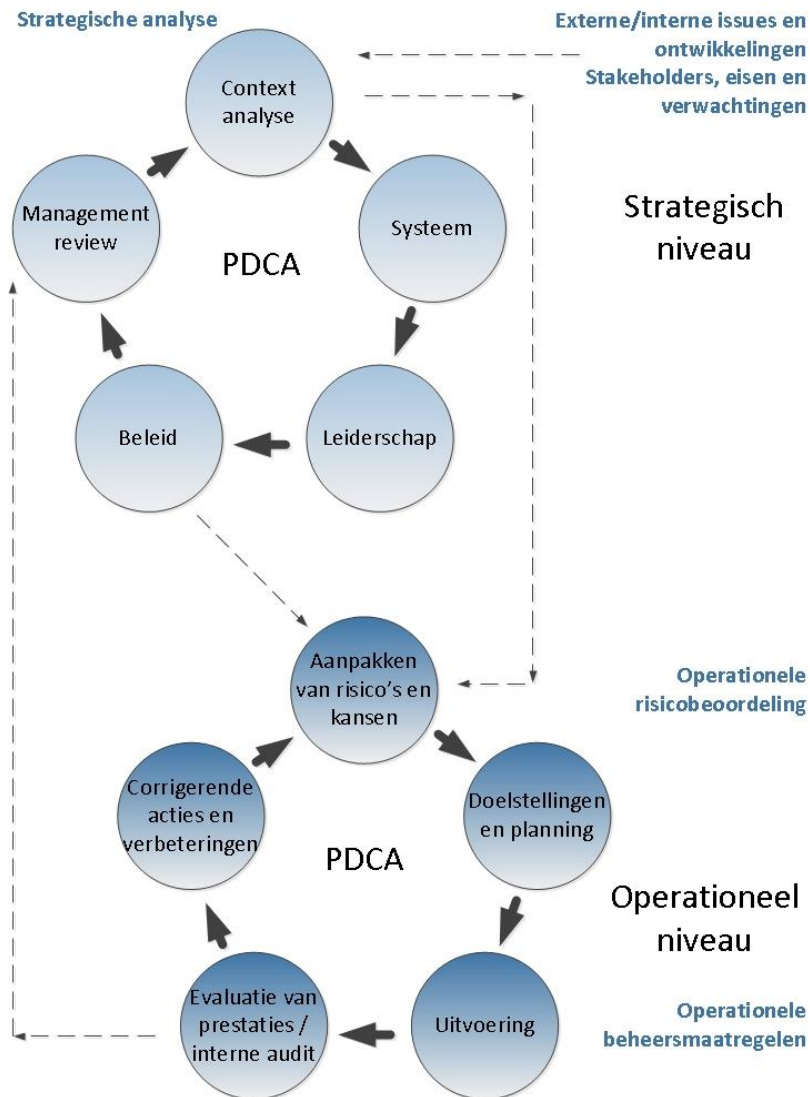 Strategische analyse
Externe/interne issues en
ontwikkelingen
Stakeholders, eisen en
verwachtingen
Context
analyse
Management
review
Systeem
Strategisch
niveau
PDCA
Beleid
Leiderschap
Aanpakken
van risico's en
kansen
Operationele
risicobeoordeling
Corrigerende
acties en
verbeteringen
Doelstellingen
en planning
PDCA
Operationeel
niveau
Evaluatie van
prestaties /
interne audit
Uitvoering
Operationele
beheersmaatregelen